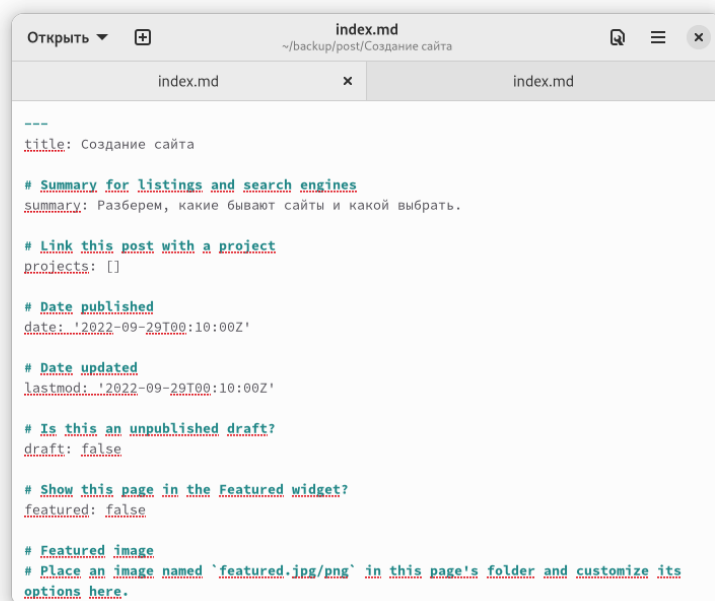 Открыть
index.md
~/backup/post/Создание сайта
index.md
index.md
---
title: Создание сайта
# Summary for listings and search engines
summary: Разберем, какие бывают сайты и какой выбрать.
# Link this post with a project
projects: []
# Date published
date: '2022-09-29T00:10:00Z'
# Date updated
lastmod: '2022-09-29T00:10:00Z'
# Is this an unpublished draft?
draft: false
# Show this page in the Featured widget?
featured: false
# Featured image
# Place an image named `featured.jpg/png` in this page's folder and customize its
options here.